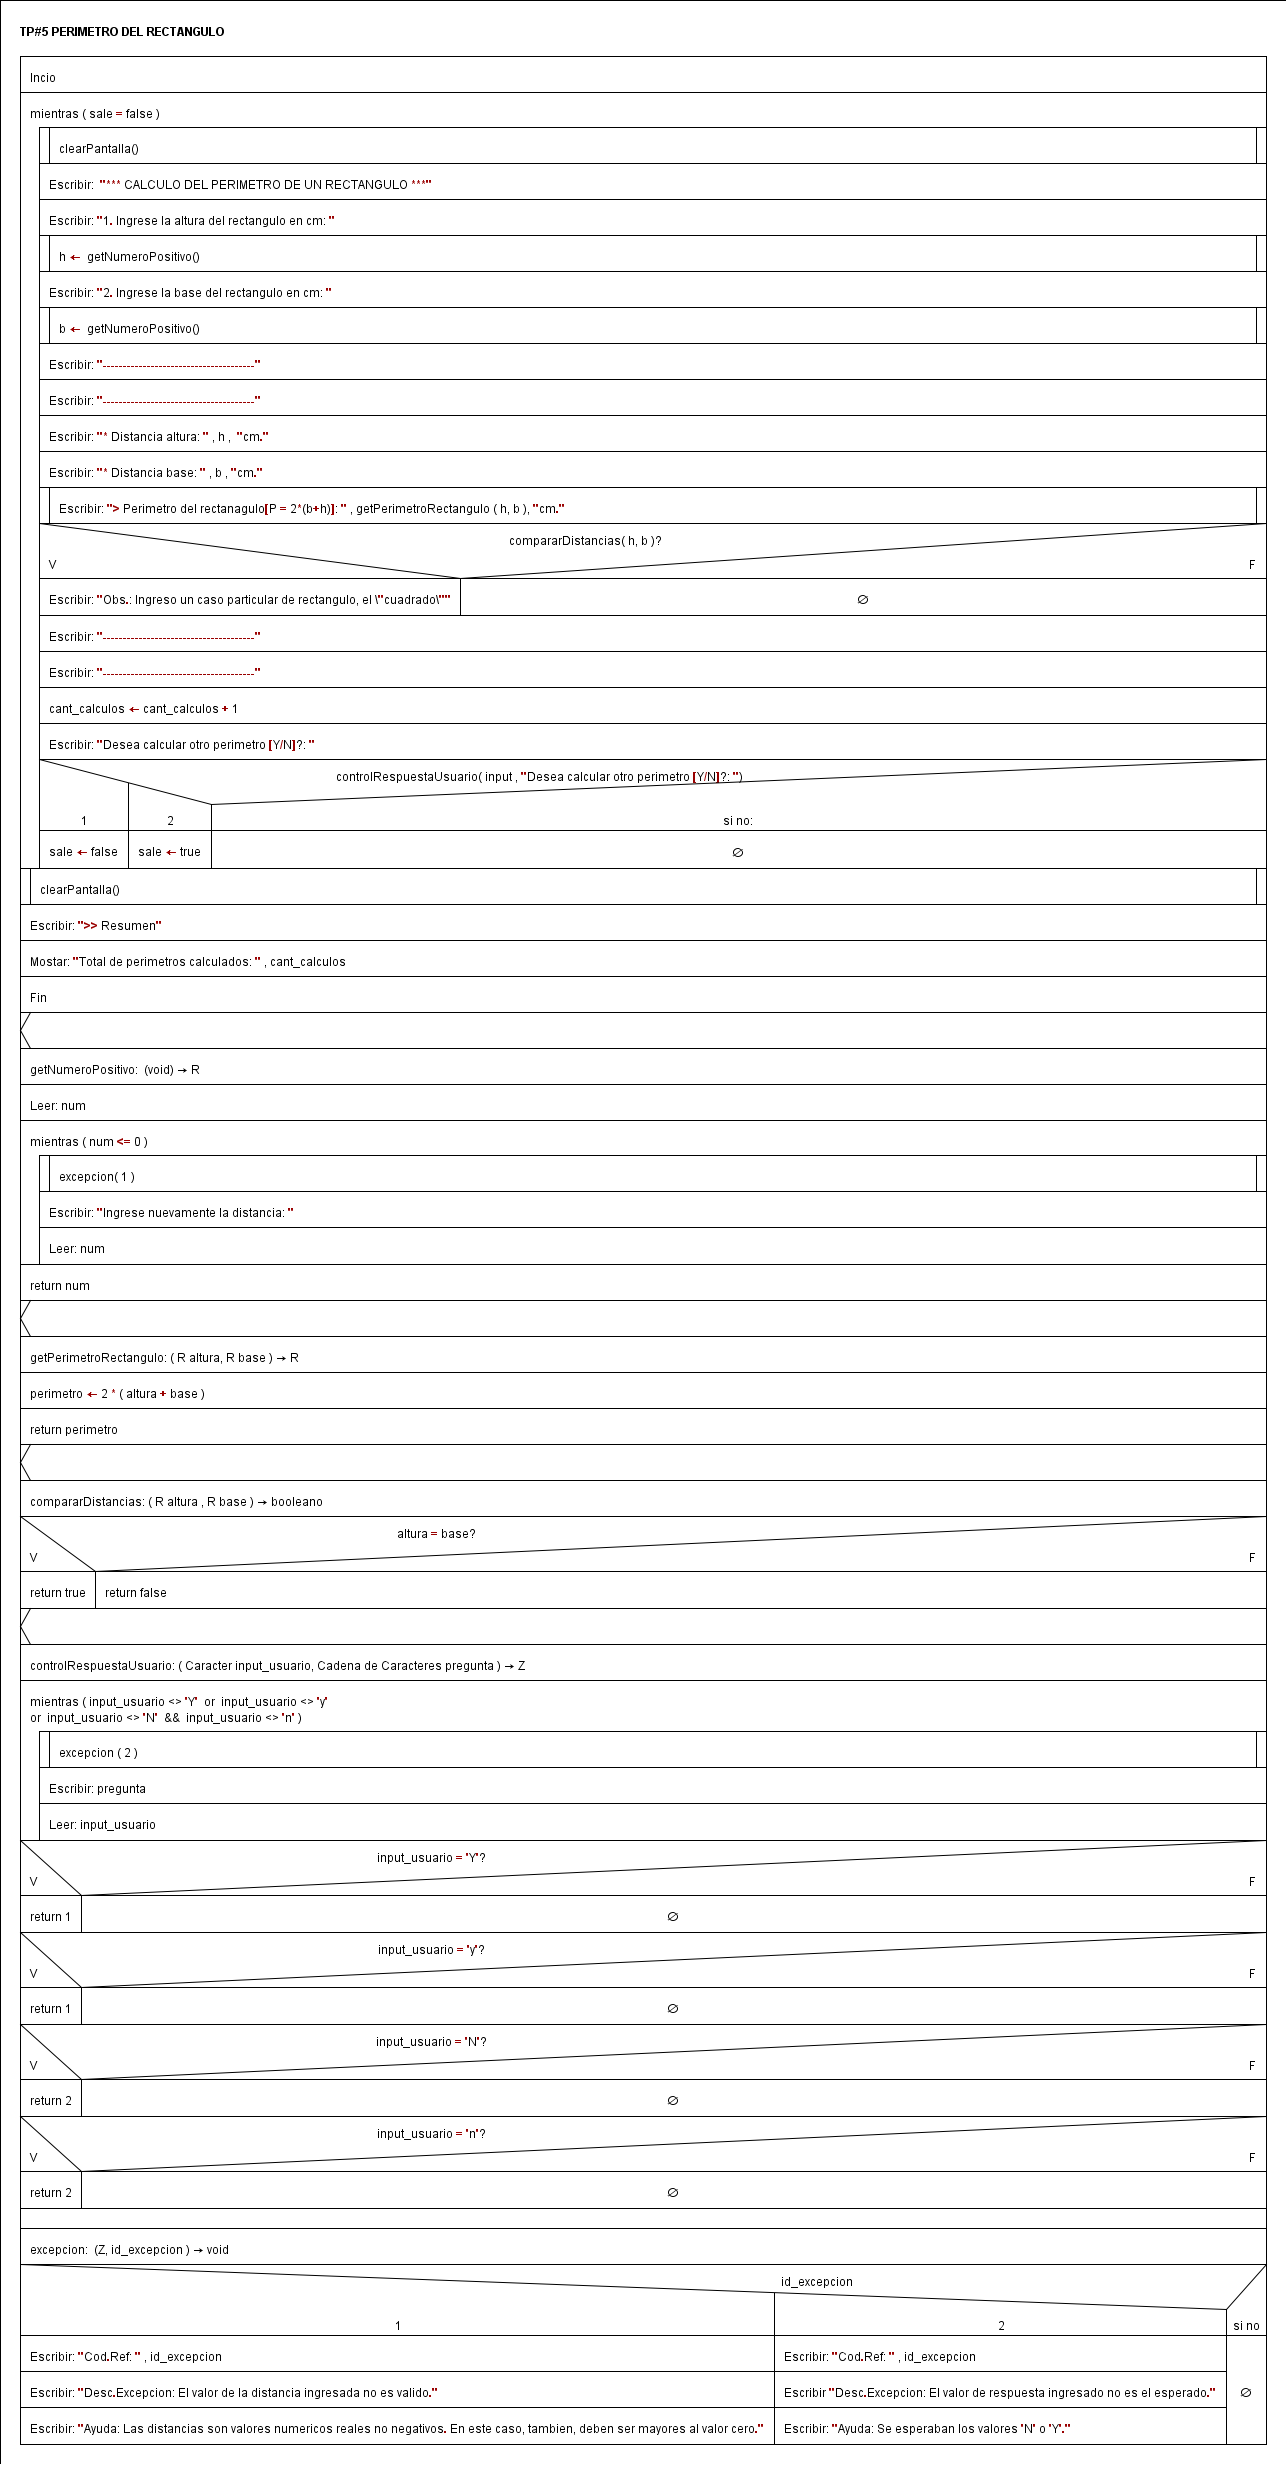 TP#5 PERIMETRO DEL RECTANGULO
Incio
mientras ( sale = false )
clearPantalla()
Escribir: "*** CALCULO DEL PERIMETRO DE UN RECTANGULO ***"
Escribir: "1. Ingrese la altura del rectangulo en cm: "
h ← getNumeroPositivo()
Escribir: "2. Ingrese la base del rectangulo en cm: "
b ← getNumeroPositivo()
Escribir: "--------------------------------------"
Escribir: "--------------------------------------"
Escribir: "* Distancia altura: " , h , "cm."
Escribir: "* Distancia base: " , b , "cm."
Escribir: "> Perimetro del rectanagulo[P = 2*(b+h)]: " , getPerimetroRectangulo ( h, b ), "cm."
compararDistancias( h, b )?
V F
Escribir: "Obs.: Ingreso un caso particular de rectangulo, el \"cuadrado\"" ∅
Escribir: "--------------------------------------"
Escribir: "--------------------------------------"
cant_calculos ← cant_calculos + 1
Escribir: "Desea calcular otro perimetro [Y/N]?: "
controlRespuestaUsuario( input , "Desea calcular otro perimetro [Y/N]?: ")
1 2 si no:
sale ← false sale ← true ∅
clearPantalla()
Escribir: ">> Resumen"
Mostar: "Total de perimetros calculados: " , cant_calculos
Fin
getNumeroPositivo: (void) → R
Leer: num
mientras ( num <= 0 )
excepcion( 1 )
Escribir: "Ingrese nuevamente la distancia: "
Leer: num
return num
getPerimetroRectangulo: ( R altura, R base ) → R
perimetro ← 2 * ( altura + base )
return perimetro
compararDistancias: ( R altura , R base ) → booleano
altura = base?
V F
return true return false
controlRespuestaUsuario: ( Caracter input_usuario, Cadena de Caracteres pregunta ) → Z
mientras ( input_usuario <> 'Y' or input_usuario <> 'y'
or input_usuario <> 'N' && input_usuario <> 'n' )
excepcion ( 2 )
Escribir: pregunta
Leer: input_usuario
input_usuario = 'Y'?
V F
return 1 ∅
input_usuario = 'y'?
V F
return 1 ∅
input_usuario = 'N'?
V F
return 2 ∅
input_usuario = 'n'?
V F
return 2 ∅
excepcion: (Z, id_excepcion ) → void
id_excepcion
1 2 si no
Escribir: "Cod.Ref: " , id_excepcion Escribir: "Cod.Ref: " , id_excepcion
Escribir: "Desc.Excepcion: El valor de la distancia ingresada no es valido." Escribir "Desc.Excepcion: El valor de respuesta ingresado no es el esperado." ∅
Escribir: "Ayuda: Las distancias son valores numericos reales no negativos. En este caso, tambien, deben ser mayores al valor cero." Escribir: "Ayuda: Se esperaban los valores 'N' o 'Y'."